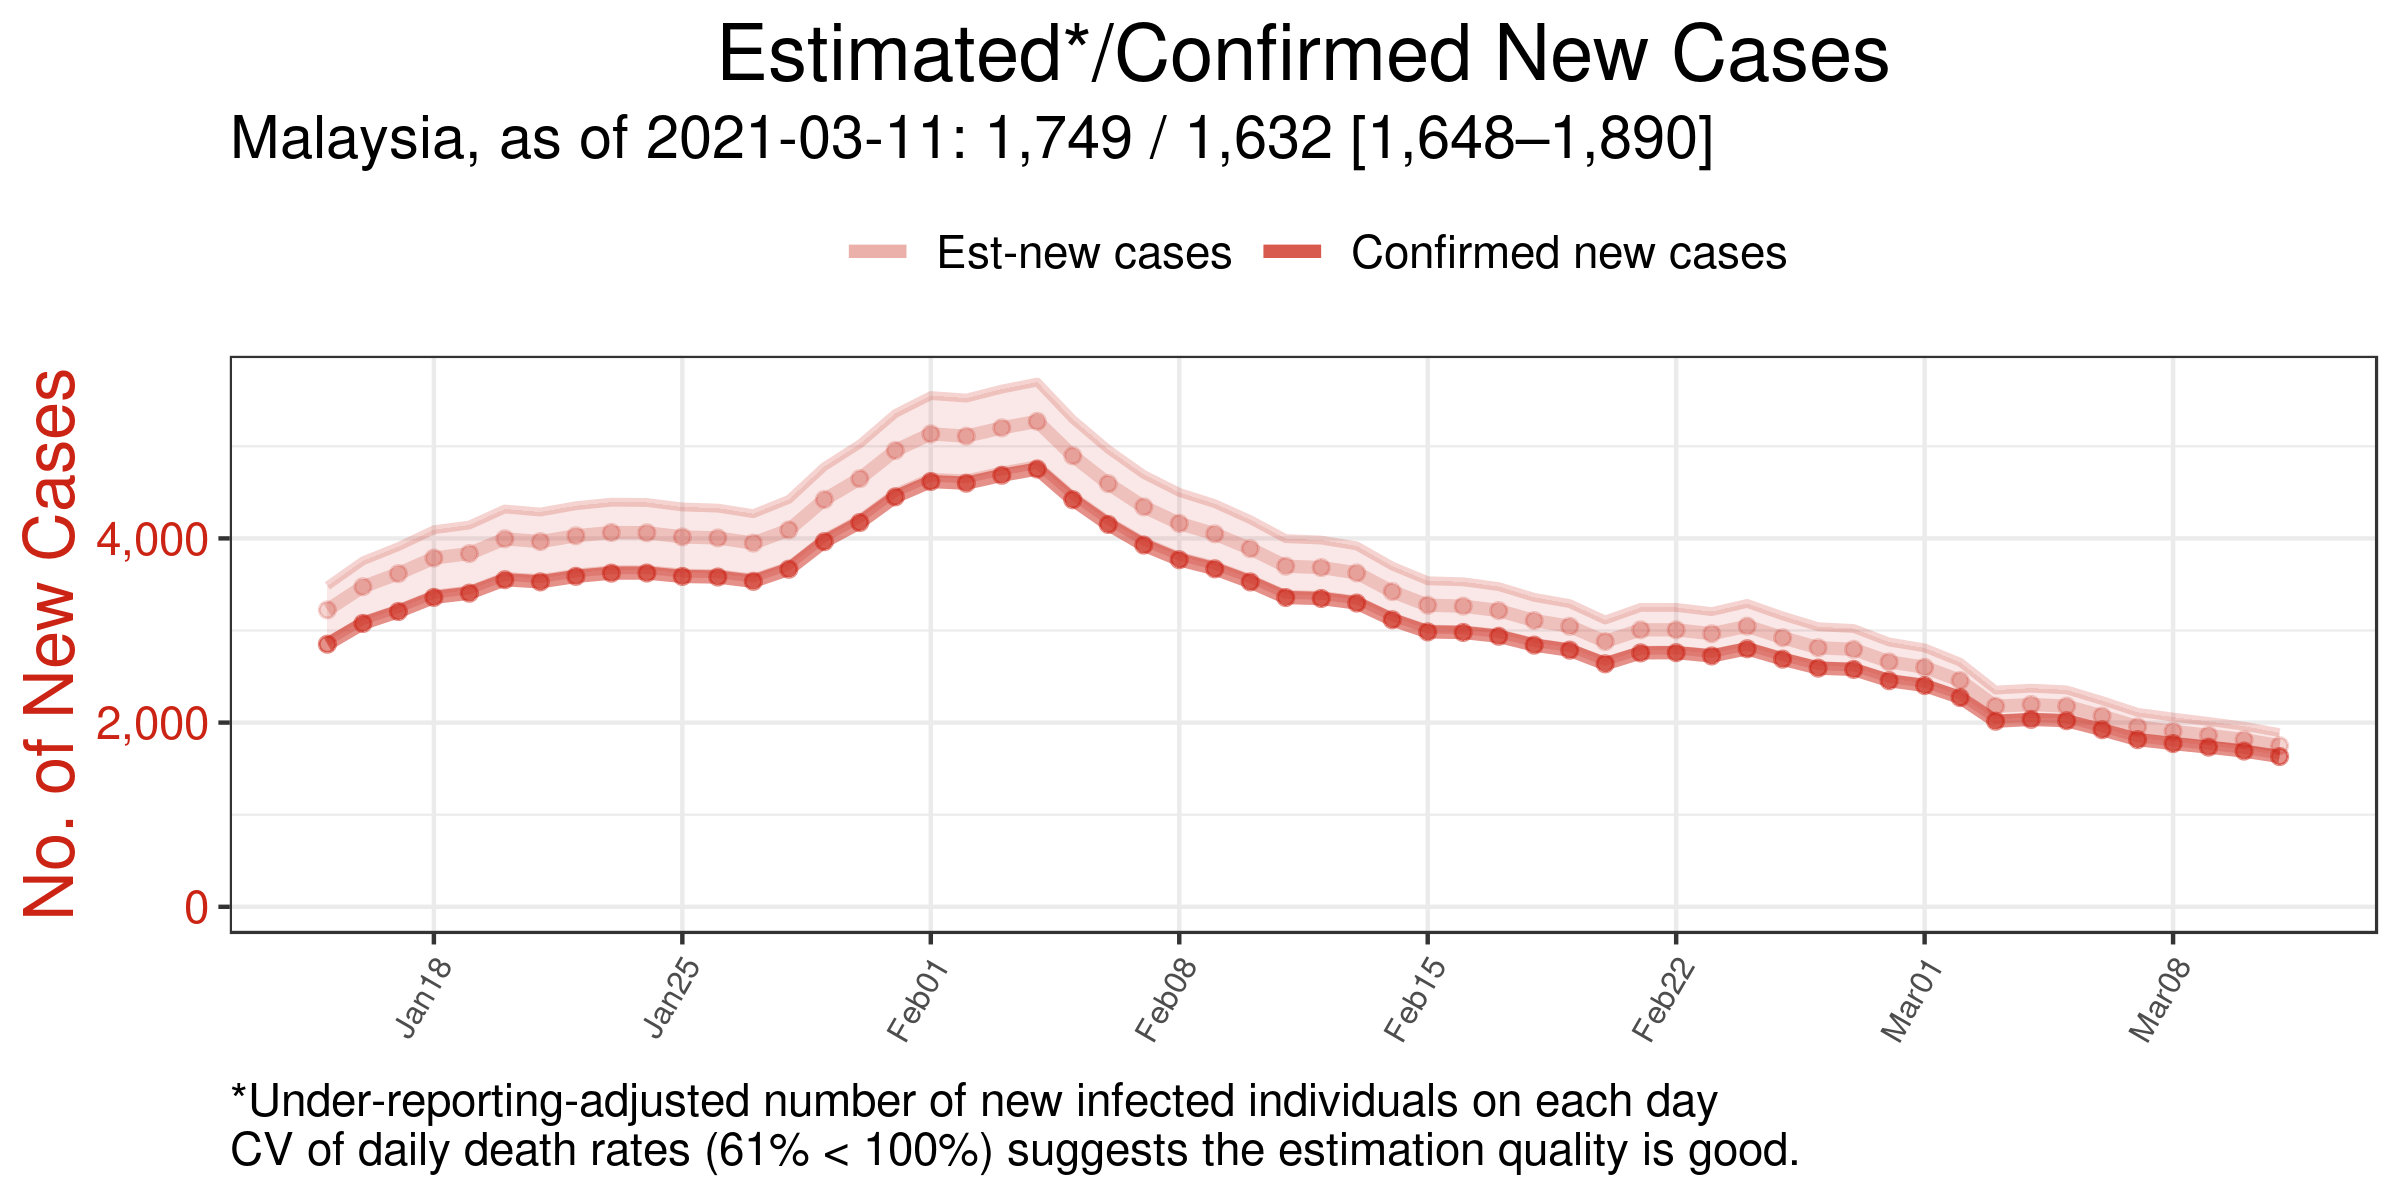 Estimated*/Confirmed New Cases
Malaysia, as of 2021-03-11: 1,749 / 1,632 [1,648–1,890]
Est-new cases
Confirmed new cases
No. of New Cases
4,000
2,000
0
Jan18
Jan25
Feb01
Feb08
Feb15
Feb22
Mar01
Mar08
*Under-reporting-adjusted number of new infected individuals on each day
CV of daily death rates (61% < 100%) suggests the estimation quality is good.